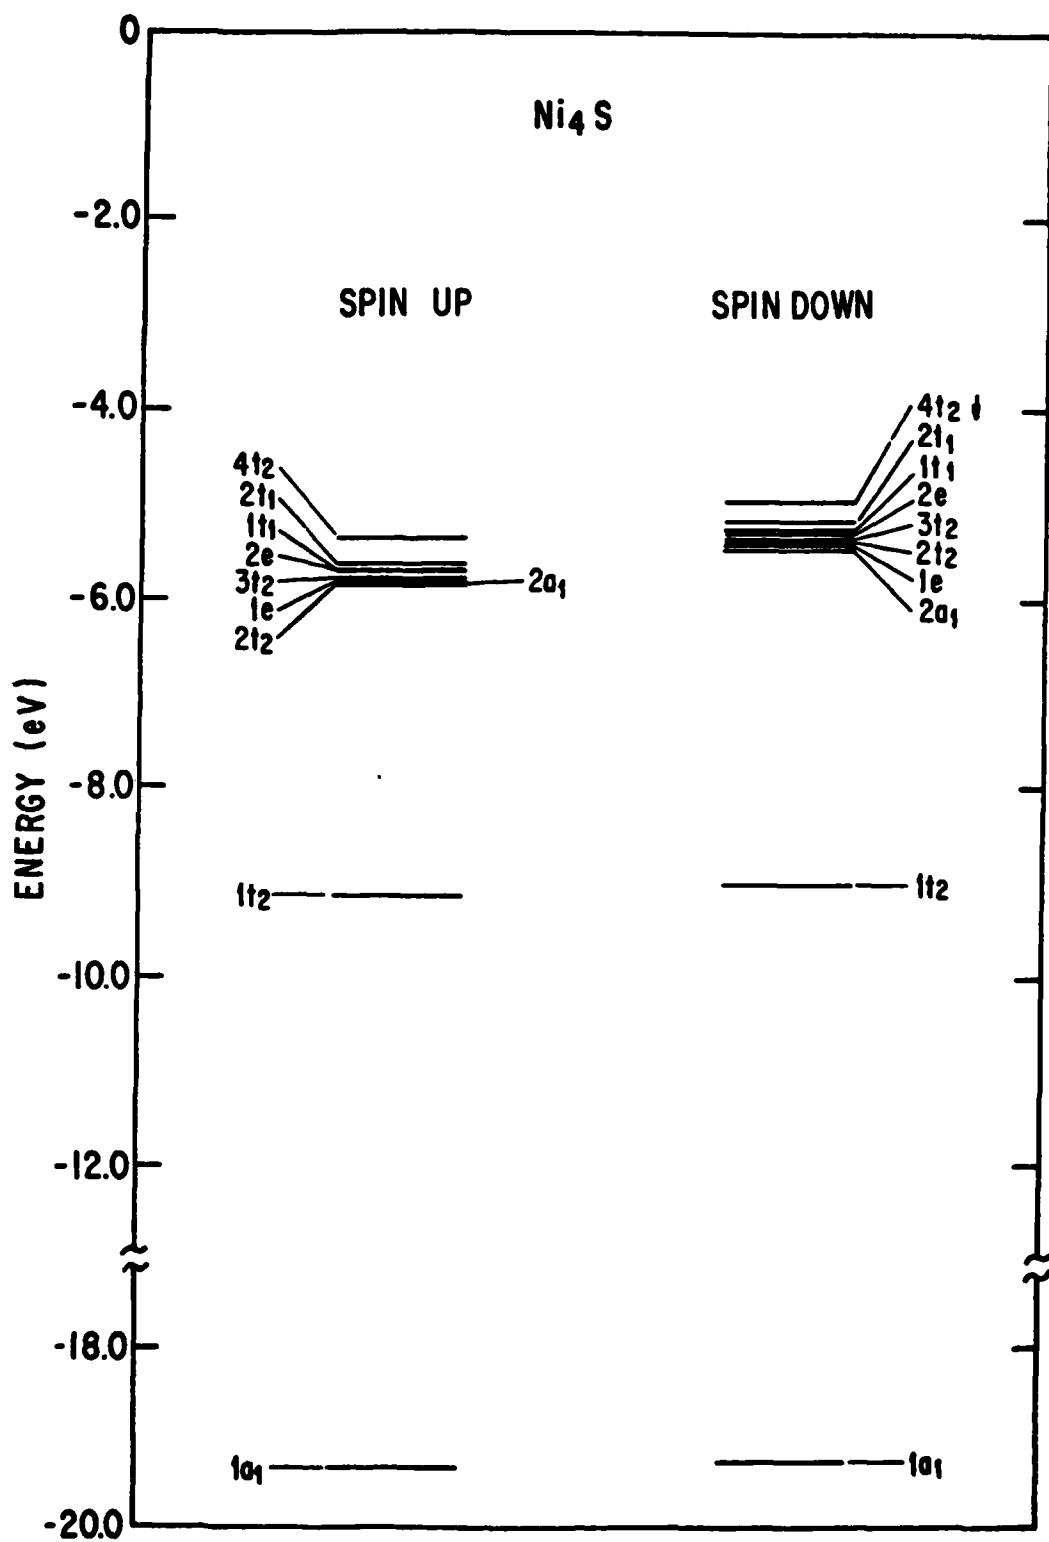 0
Ni4 S
-2.0
SPIN UP
SPIN DOWN
-4.0
4t2
2t1
1t1
2e
3t2
1e
2t2
2a1
4t2
2t1
1t1
2e
3t2
2t2
1e
2a1
-6.0
ENERGY (eV)
-8.0
1t2
1t2
-10.0
-12.0
-18.0
1a1
1a1
-20.0